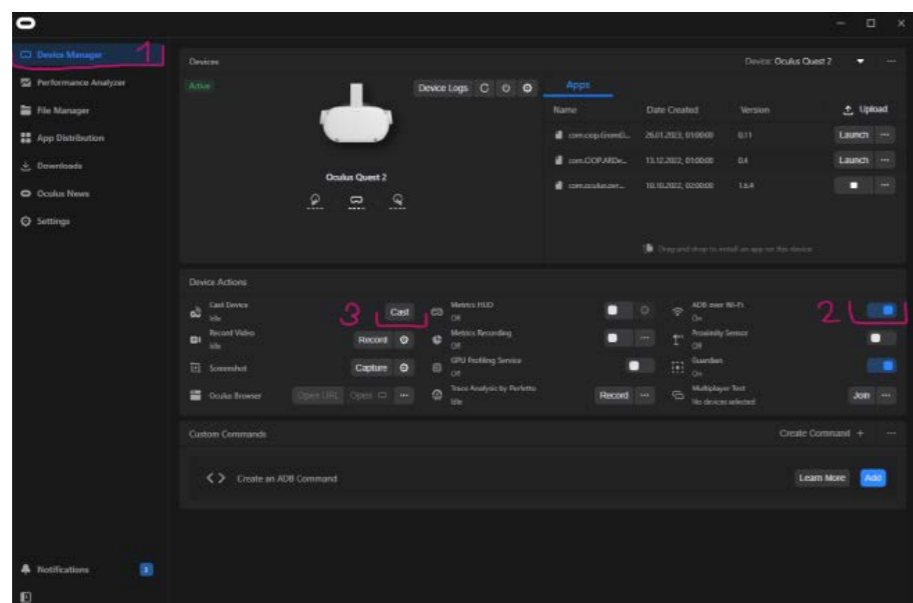 Device Manager
1
Performance Analyzer
File Manager
App Distribution
Downloads
Oculus News
Settings
Notifications
3
Devices
Device: Oculus Quest 2
Active
Device Logs
Oculus Quest 2
Apps
Name Date Created Version Upload
26.01.2023, 01:00:00 0.11 Launch
13.12.2022, 01:00:00 0.4 Launch
10.10.2022, 02:00:00
Drag and drop to install an app on this device
Device Actions
Cast Device
Idle
3
Cast
Record Video
Idle
Record
Screenshot
Capture
Oculus Browser
Open URL
Open
Metrics HUD
Off
Metrics Recording
Off
GPU Profiling Service
Off
Trace Analysis by Perfetto
Idle
Record
ADB over Wi-Fi
On
2
Proximity Sensor
Off
Guardian
On
Multiplayer Test
No devices selected
Join
Custom Commands
Create Command +
Create an ADB Command
Learn More
Add